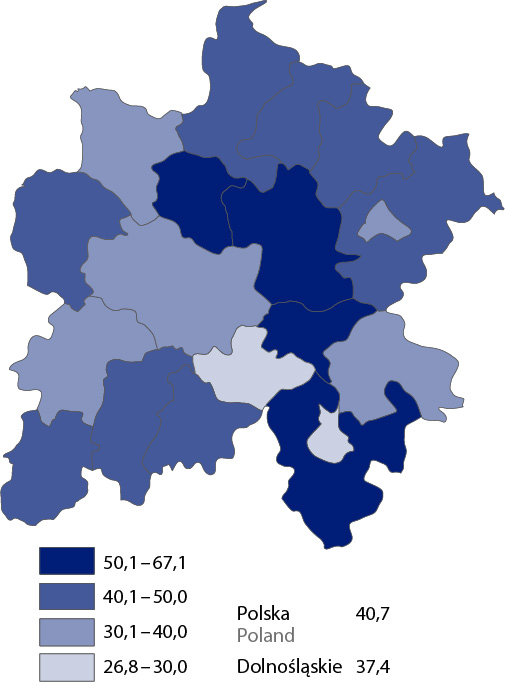 50,1–67,1
40,1–50,0
30,1–40,0
26,8–30,0
Polska 40,7
Poland
Dolnośląskie 37,4